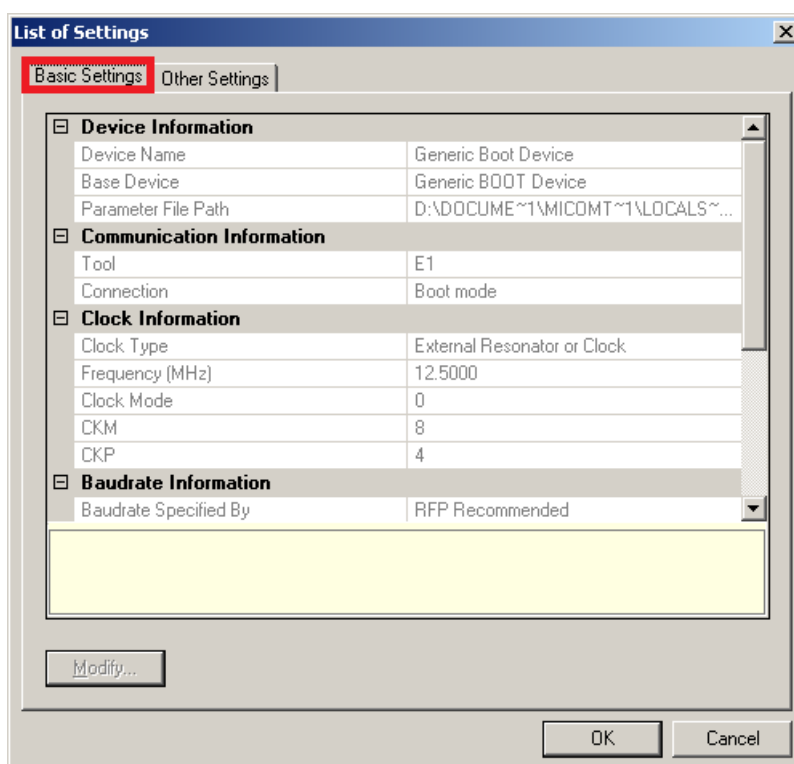 List of Settings
Basic Settings Other Settings
Device Information
Device Name Generic Boot Device
Base Device Generic BOOT Device
Parameter File Path D:\DOCUME~1\MICOMT~1\LOCALS~...
Communication Information
Tool E1
Connection Boot mode
Clock Information
Clock Type External Resonator or Clock
Frequency (MHz) 12.5000
Clock Mode 0
CKM 8
CKP 4
Baudrate Information
Baudrate Specified By RFP Recommended
Modify...
OK Cancel